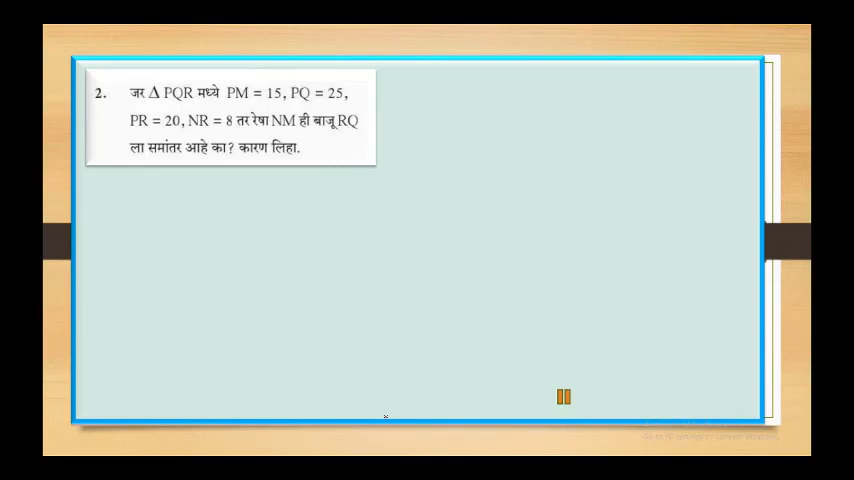 2. जर Δ PQR मध्ये PM = 15, PQ = 25,
PR = 20, NR = 8 तर रेषा NM ही बाजू RQ
ला समांतर आहे का? कारण लिहा.